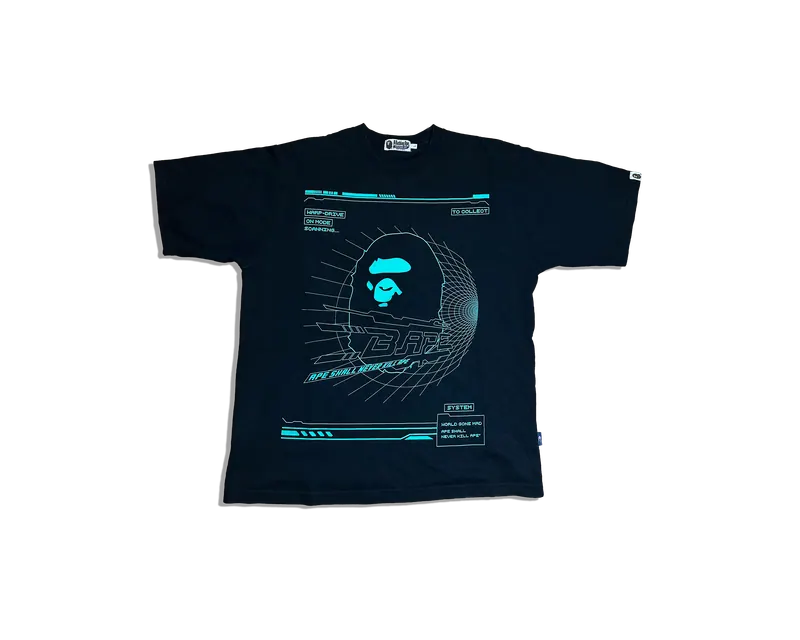 WARP-DRIVE
ON MODE
SCANNING...
TO COLLECT
BAPE
APE SHALL NEVER KILL APE
SYSTEM
WORLD GONE MAD
APE SHALL
NEVER KILL APE"